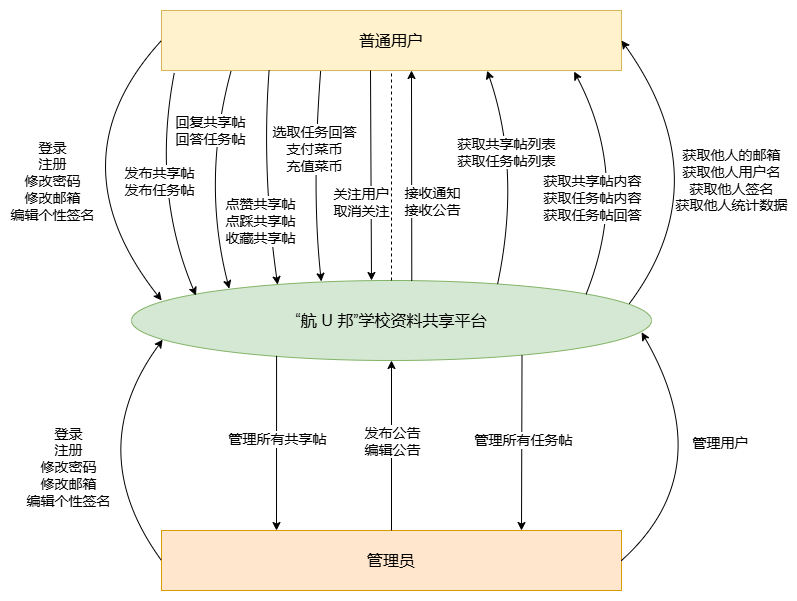 普通用户
登录
注册
修改密码
修改邮箱
编辑个性签名
发布共享帖
发布任务帖
回复共享帖
回答任务帖
点赞共享帖
点踩共享帖
收藏共享帖
选取任务回答
支付菜币
充值菜币
关注用户
取消关注
接收通知
接收公告
获取共享帖列表
获取任务帖列表
获取共享帖内容
获取任务帖内容
获取任务帖回答
获取他人的邮箱
获取他人用户名
获取他人签名
获取他人统计数据
“航 U 邦”学校资料共享平台
登录
注册
修改密码
修改邮箱
编辑个性签名
管理所有共享帖
发布公告
编辑公告
管理所有任务帖
管理用户
管理员